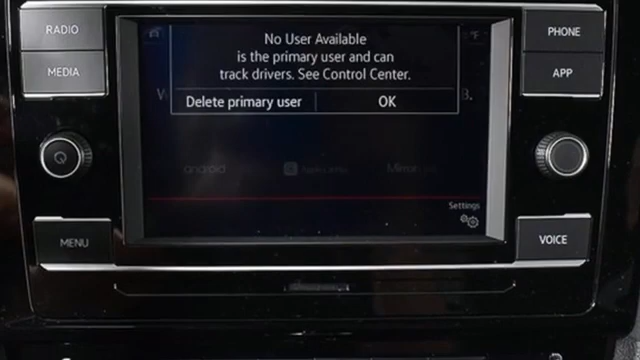 RADIO
MEDIA
MENU
No User Available
is the primary user and can
track drivers. See Control Center.
Delete primary user
OK
android
Settings
PHONE
APP
VOICE